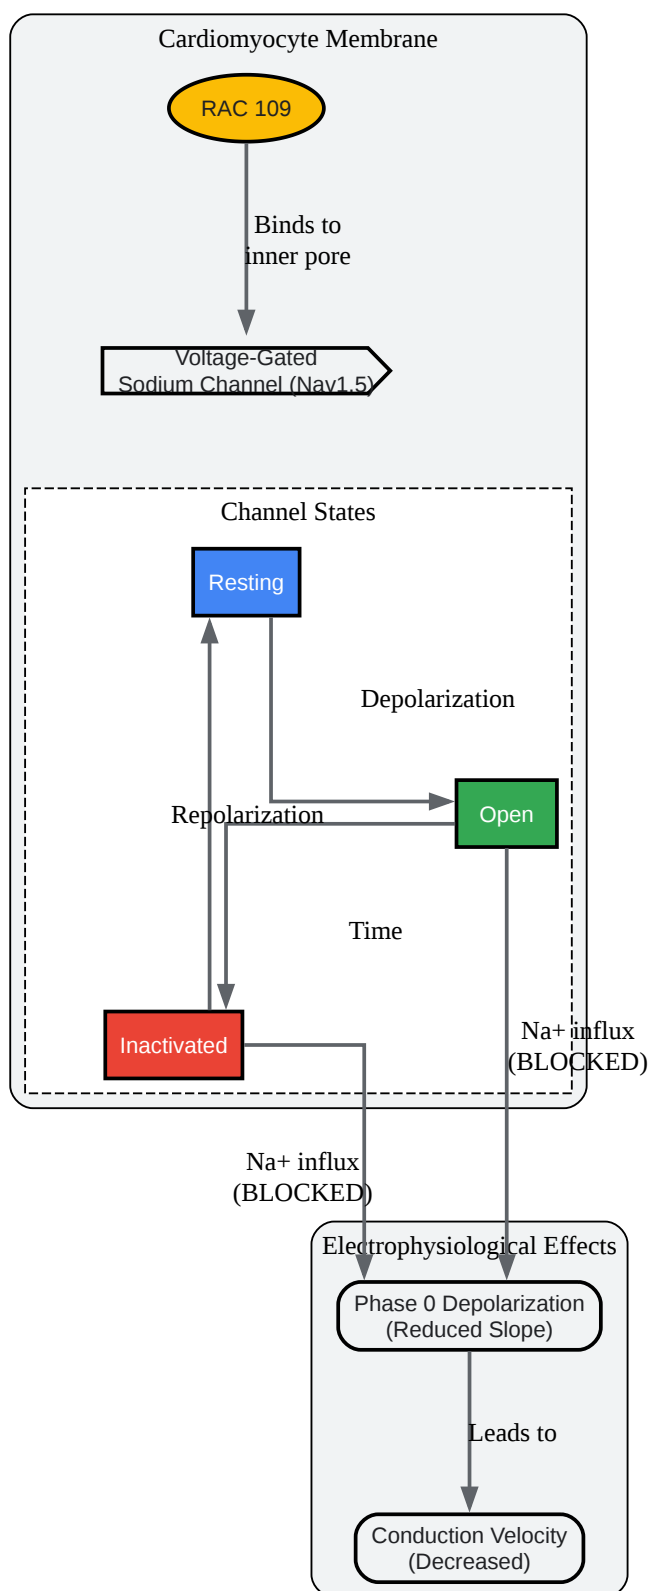 Cardiomyocyte Membrane
RAC 109
Binds to
inner pore
Voltage-Gated
Sodium Channel (Nav1.5)
Channel States
Resting
Depolarization
Repolarization
Open
Time
Inactivated
Na+ influx
(BLOCKED)
Na+ influx
(BLOCKED)
Electrophysiological Effects
Phase 0 Depolarization
(Reduced Slope)
Leads to
Conduction Velocity
(Decreased)